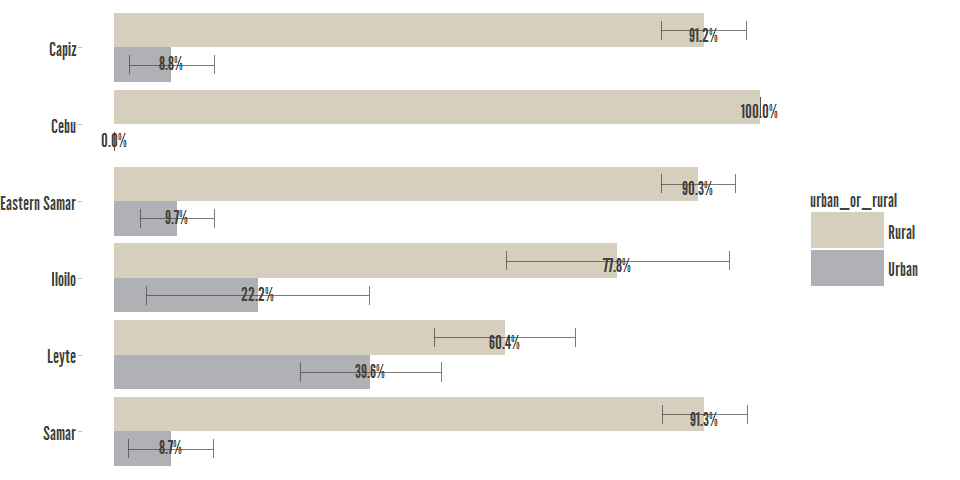 Capiz
91.2%
8.8%
Cebu
100.0%
0.0%
Eastern Samar
90.3%
9.7%
Iloilo
77.8%
22.2%
Leyte
60.4%
39.6%
Samar
91.3%
8.7%
urban_or_rural
Rural
Urban